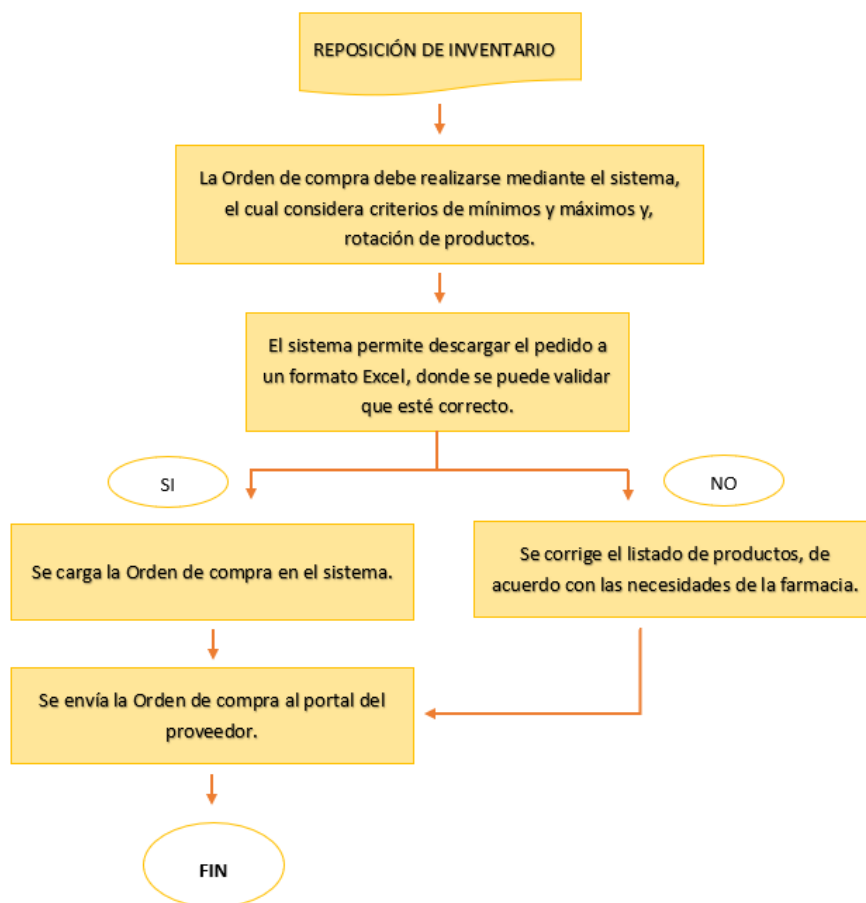 REPOSICIÓN DE INVENTARIO
La Orden de compra debe realizarse mediante el sistema,
el cual considera criterios de mínimos y máximos y,
rotación de productos.
El sistema permite descargar el pedido a
un formato Excel, donde se puede validar
que esté correcto.
SI
NO
Se carga la Orden de compra en el sistema.
Se corrige el listado de productos, de
acuerdo con las necesidades de la farmacia.
Se envía la Orden de compra al portal del
proveedor.
FIN